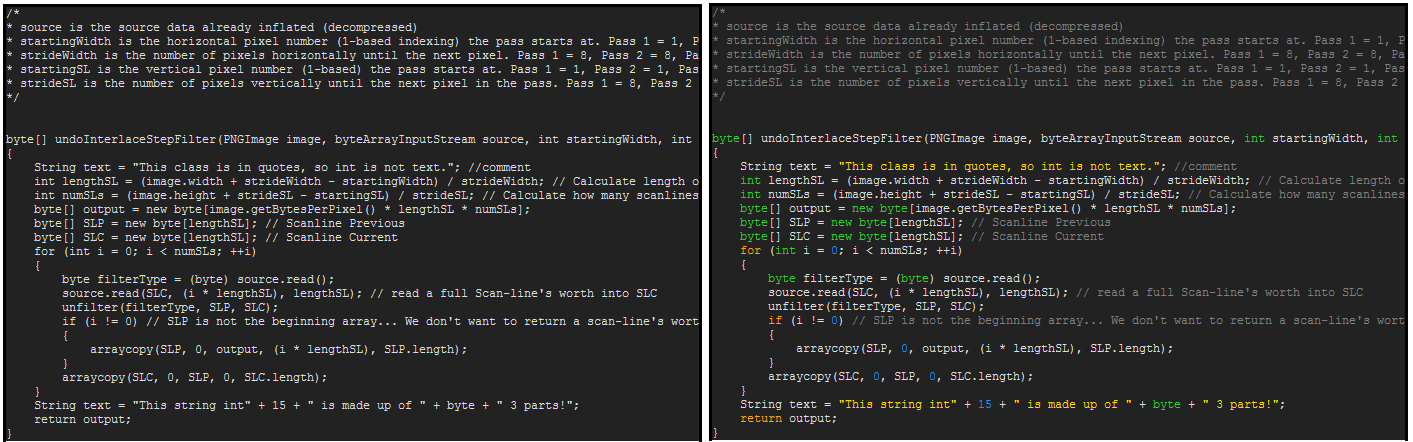 /*
* source is the source data already inflated (decompressed)
* startingWidth is the horizontal pixel number (1-based indexing) the pass starts at. Pass 1 = 1, P
* strideWidth is the number of pixels horizontally until the next pixel. Pass 1 = 8, Pass 2 = 8, Pa
* startingSL is the vertical pixel number (1-based) the pass starts at. Pass 1 = 1, Pass 2 = 1, Pas
* strideSL is the number of pixels vertically until the next pixel in the pass. Pass 1 = 8, Pass 2
*/
byte[] undoInterlaceStepFilter(PNGImage image, byteArrayInputStream source, int startingWidth, int
{
String text = "This class is in quotes, so int is not text."; //comment
int lengthSL = (image.width + strideWidth - startingWidth) / strideWidth; // Calculate length o
int numSLs = (image.height + strideSL - startingSL) / strideSL; // Calculate how many scanlines
byte[] output = new byte[image.getBytesPerPixel() * lengthSL * numSLs];
byte[] SLP = new byte[lengthSL]; // Scanline Previous
byte[] SLC = new byte[lengthSL]; // Scanline Current
for (int i = 0; i < numSLs; ++i)
{
byte filterType = (byte) source.read();
source.read(SLC, (i * lengthSL), lengthSL); // read a full Scan-line's worth into SLC
unfilter(filterType, SLP, SLC);
if (i != 0) // SLP is not the beginning array... We don't want to return a scan-line's wort
{
arraycopy(SLP, 0, output, (i * lengthSL), SLP.length);
}
arraycopy(SLC, 0, SLP, 0, SLC.length);
}
String text = "This string int" + 15 + " is made up of " + byte + " 3 parts!";
return output;
}
/*
* source is the source data already inflated (decompressed)
* startingWidth is the horizontal pixel number (1-based indexing) the pass starts at. Pass 1 = 1, P
* strideWidth is the number of pixels horizontally until the next pixel. Pass 1 = 8, Pass 2 = 8, Pa
* startingSL is the vertical pixel number (1-based) the pass starts at. Pass 1 = 1, Pass 2 = 1, Pas
* strideSL is the number of pixels vertically until the next pixel in the pass. Pass 1 = 8, Pass 2
*/
byte[] undoInterlaceStepFilter(PNGImage image, byteArrayInputStream source, int startingWidth, int
{
String text = "This class is in quotes, so int is not text."; //comment
int lengthSL = (image.width + strideWidth - startingWidth) / strideWidth; // Calculate length o
int numSLs = (image.height + strideSL - startingSL) / strideSL; // Calculate how many scanlines
byte[] output = new byte[image.getBytesPerPixel() * lengthSL * numSLs];
byte[] SLP = new byte[lengthSL]; // Scanline Previous
byte[] SLC = new byte[lengthSL]; // Scanline Current
for (int i = 0; i < numSLs; ++i)
{
byte filterType = (byte) source.read();
source.read(SLC, (i * lengthSL), lengthSL); // read a full Scan-line's worth into SLC
unfilter(filterType, SLP, SLC);
if (i != 0) // SLP is not the beginning array... We don't want to return a scan-line's wort
{
arraycopy(SLP, 0, output, (i * lengthSL), SLP.length);
}
arraycopy(SLC, 0, SLP, 0, SLC.length);
}
String text = "This string int" + 15 + " is made up of " + byte + " 3 parts!";
return output;
}